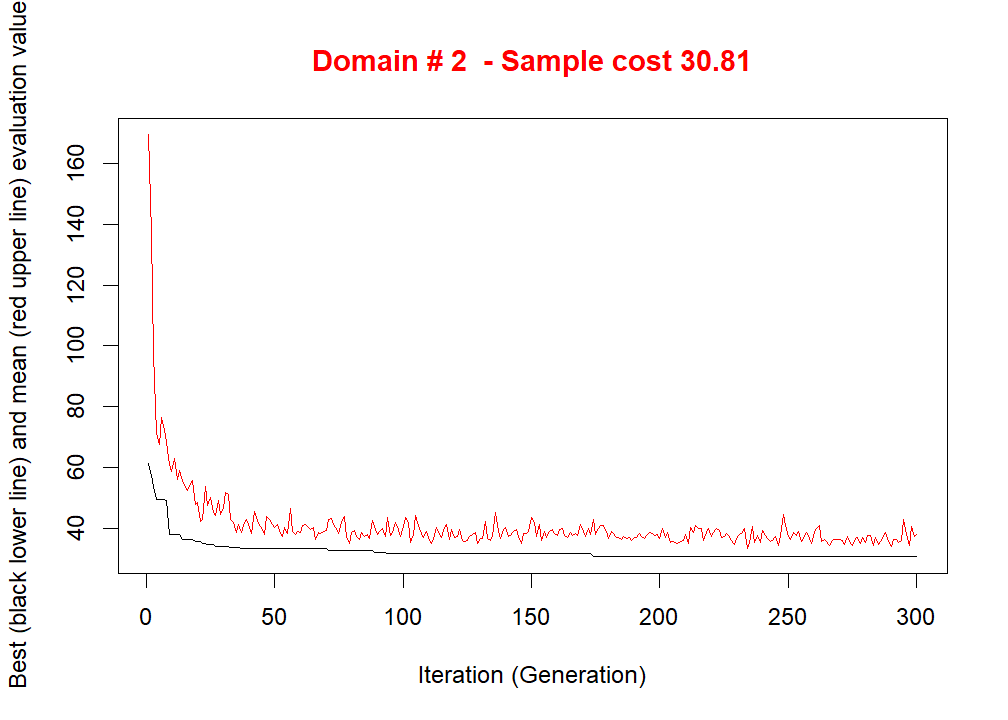 Domain # 2  - Sample cost 30.81
Best (black lower line) and mean (red upper line) evaluation value
160
140
120
100
80
60
40
0 50 100 150 200 250 300
Iteration (Generation)